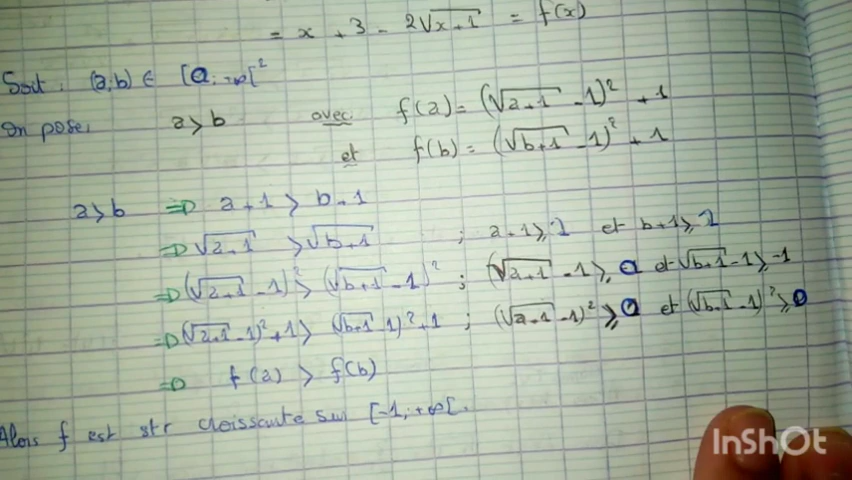 = x + 3 - 2√x+1 = f(x)
Soit : (a,b) ∈ [0; +∞[²
On pose: a > b avec f(a) = (√a+1 - 1)² + 1
et f(b) = (√b+1 - 1)² + 1
a > b ⇒ a+1 > b+1
⇒ √a+1 > √b+1 ; a+1 ⩾ 1 et b+1 ⩾ 1
⇒ (√a+1 - 1)² > (√b+1 - 1)² ; (√a+1 - 1 ⩾ 0 et √b+1 - 1 ⩾ -1
⇒ (√a+1 - 1)² + 1 > (√b+1 - 1)² + 1 ; (√a+1 - 1)² ⩾ 0 et (√b+1 - 1)² ⩾ 0
⇒ f(a) > f(b)
Alors f est str croissante sur [-1; +∞[.
InShOt